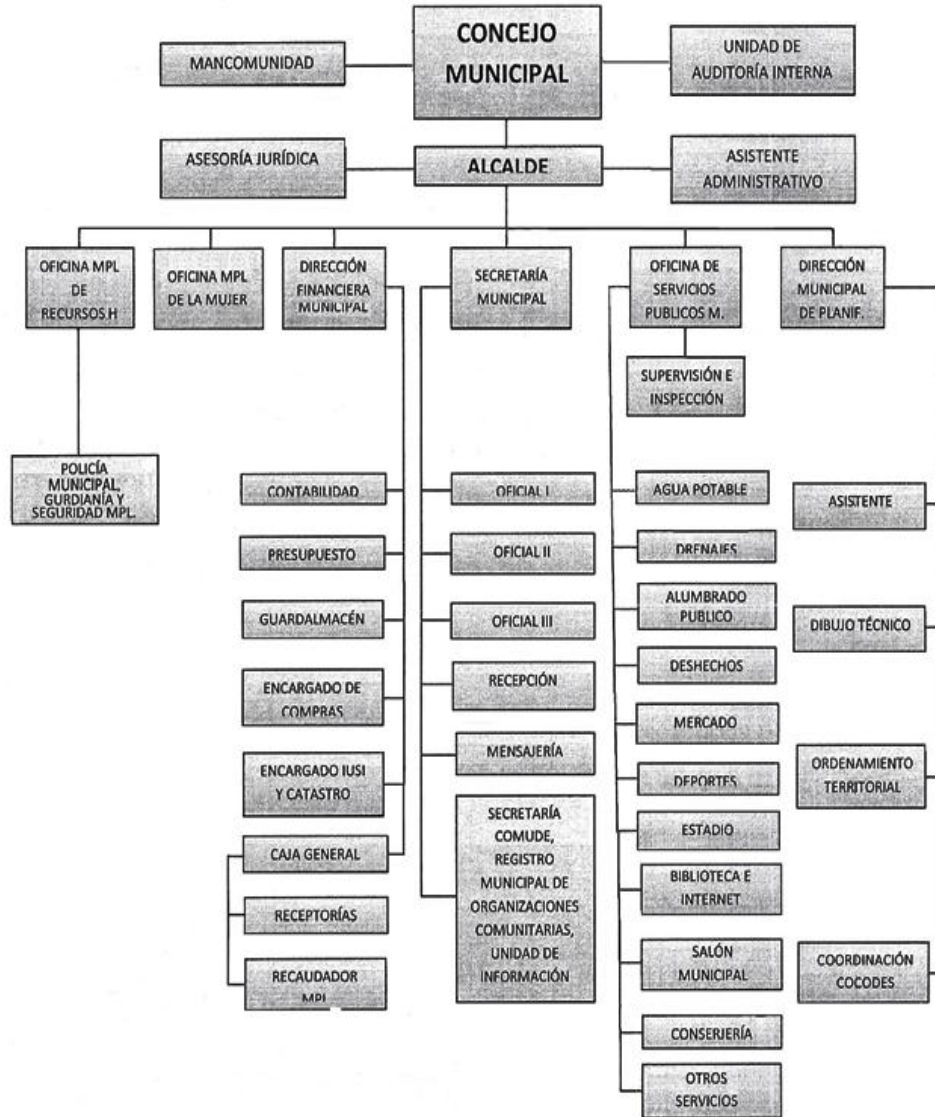 CONCEJO
MUNICIPAL
MANCOMUNIDAD
UNIDAD DE
AUDITORÍA INTERNA
ASESORÍA JURÍDICA
ALCALDE
ASISTENTE
ADMINISTRATIVO
OFICINA MPL
DE
RECURSOS.H
OFICINA MPL
DE LA MUJER
DIRECCIÓN
FINANCIERA
MUNICIPAL
SECRETARÍA
MUNICIPAL
OFICINA DE
SERVICIOS
PUBLICOS M.
DIRECCIÓN
MUNICIPAL
DE PLANIF.
SUPERVISIÓN E
INSPECCIÓN
POLICÍA
MUNICIPAL,
GURDIANÍA Y
SEGURIDAD MPL.
CONTABILIDAD
PRESUPUESTO
GUARDALMACÉN
ENCARGADO DE
COMPRAS
ENCARGADO IUSI
Y CATASTRO
CAJA GENERAL
RECEPTORÍAS
RECAUDADOR
MPL
OFICIAL I
OFICIAL II
OFICIAL III
RECEPCIÓN
MENSAJERÍA
SECRETARÍA
COMUDE,
REGISTRO
MUNICIPAL DE
ORGANIZACIONES
COMUNITARIAS,
UNIDAD DE
INFORMACIÓN
AGUA POTABLE
DRENAJES
ALUMBRADO
PUBLICO
DESHECHOS
MERCADO
DEPORTES
ESTADIO
BIBLIOTECA E
INTERNET
SALÓN
MUNICIPAL
CONSERJERÍA
OTROS
SERVICIOS
ASISTENTE
DIBUJO TÉCNICO
ORDENAMIENTO
TERRITORIAL
COORDINACIÓN
COCODES